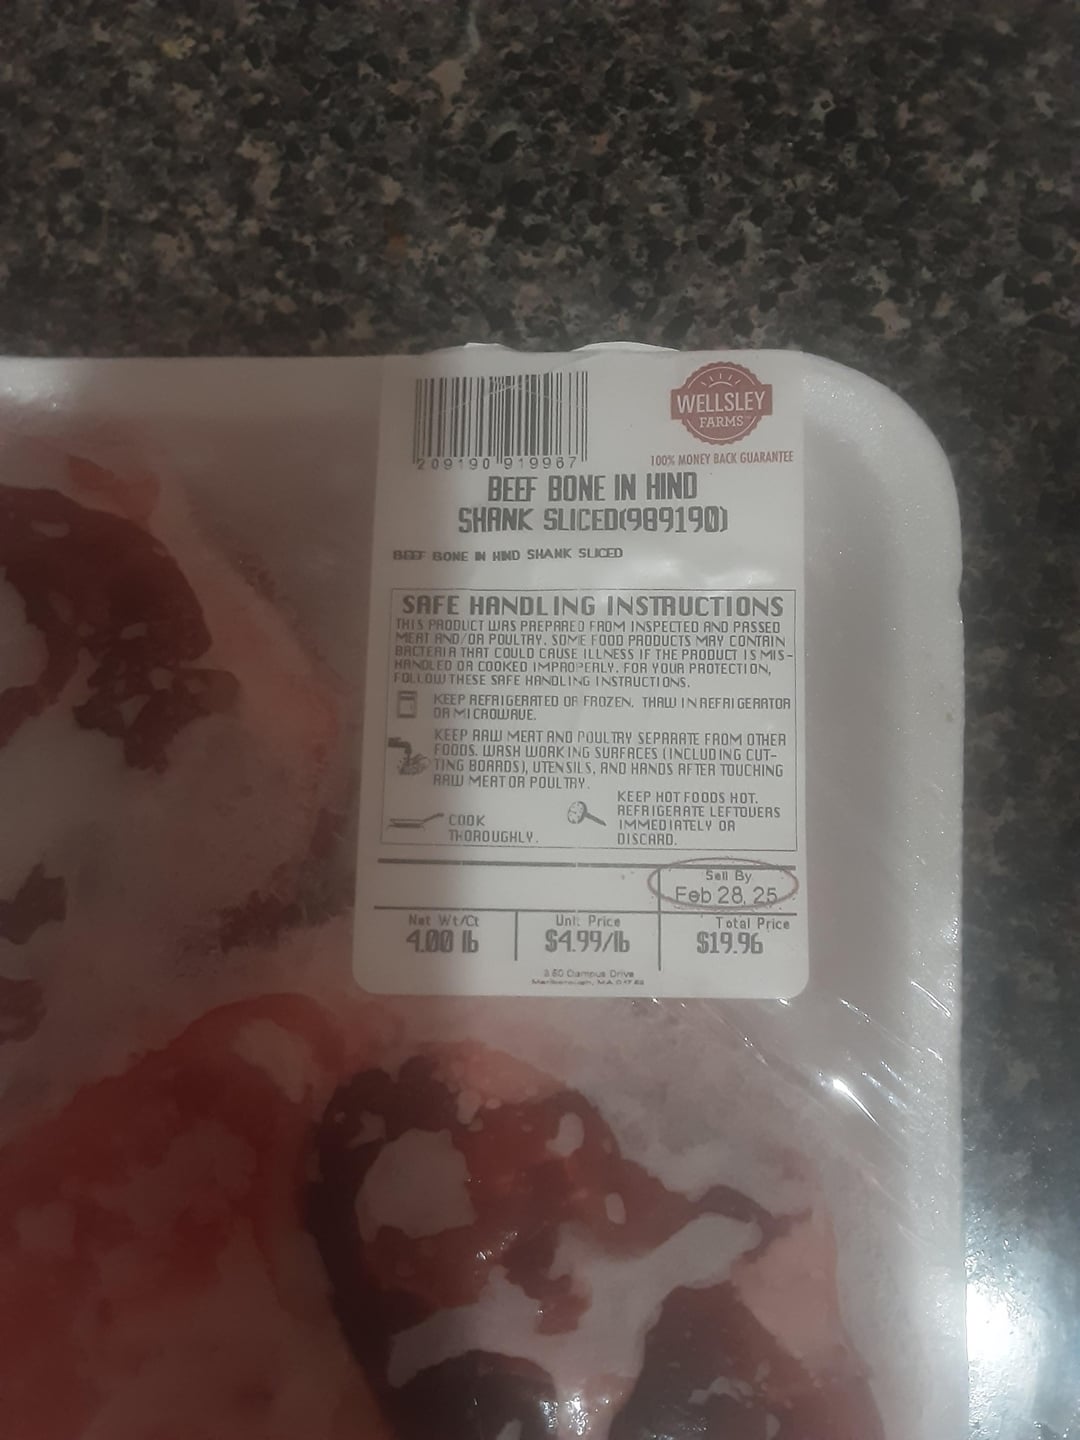 209190 919967
WELLSLEY
FARMS™
100% MONEY BACK GUARANTEE
BEEF BONE IN HIND
SHANK SLICED(989190)
BEEF BONE IN HIND SHANK SLICED
SAFE HANDLING INSTRUCTIONS
THIS PRODUCT WAS PREPARED FROM INSPECTED AND PASSED
MEAT AND/OR POULTRY. SOME FOOD PRODUCTS MAY CONTAIN
BACTERIA THAT COULD CAUSE ILLNESS IF THE PRODUCT IS MIS-
HANDLED OR COOKED IMPROPERLY. FOR YOUR PROTECTION,
FOLLOW THESE SAFE HANDLING INSTRUCTIONS.
KEEP REFRIGERATED OR FROZEN. THAW IN REFRIGERATOR
OR MICROWAVE.
KEEP RAW MEAT AND POULTRY SEPARATE FROM OTHER
FOODS. WASH WORKING SURFACES (INCLUDING CUT-
TING BOARDS), UTENSILS, AND HANDS AFTER TOUCHING
RAW MEAT OR POULTRY.
COOK
THOROUGHLY.
KEEP HOT FOODS HOT.
REFRIGERATE LEFTOVERS
IMMEDIATELY OR
DISCARD.
Sell By
Feb 28, 25
Net Wt/Ct
4.00 lb
Unit Price
$4.99/lb
Total Price
$19.96
Campus Drive
Marlborough, MA